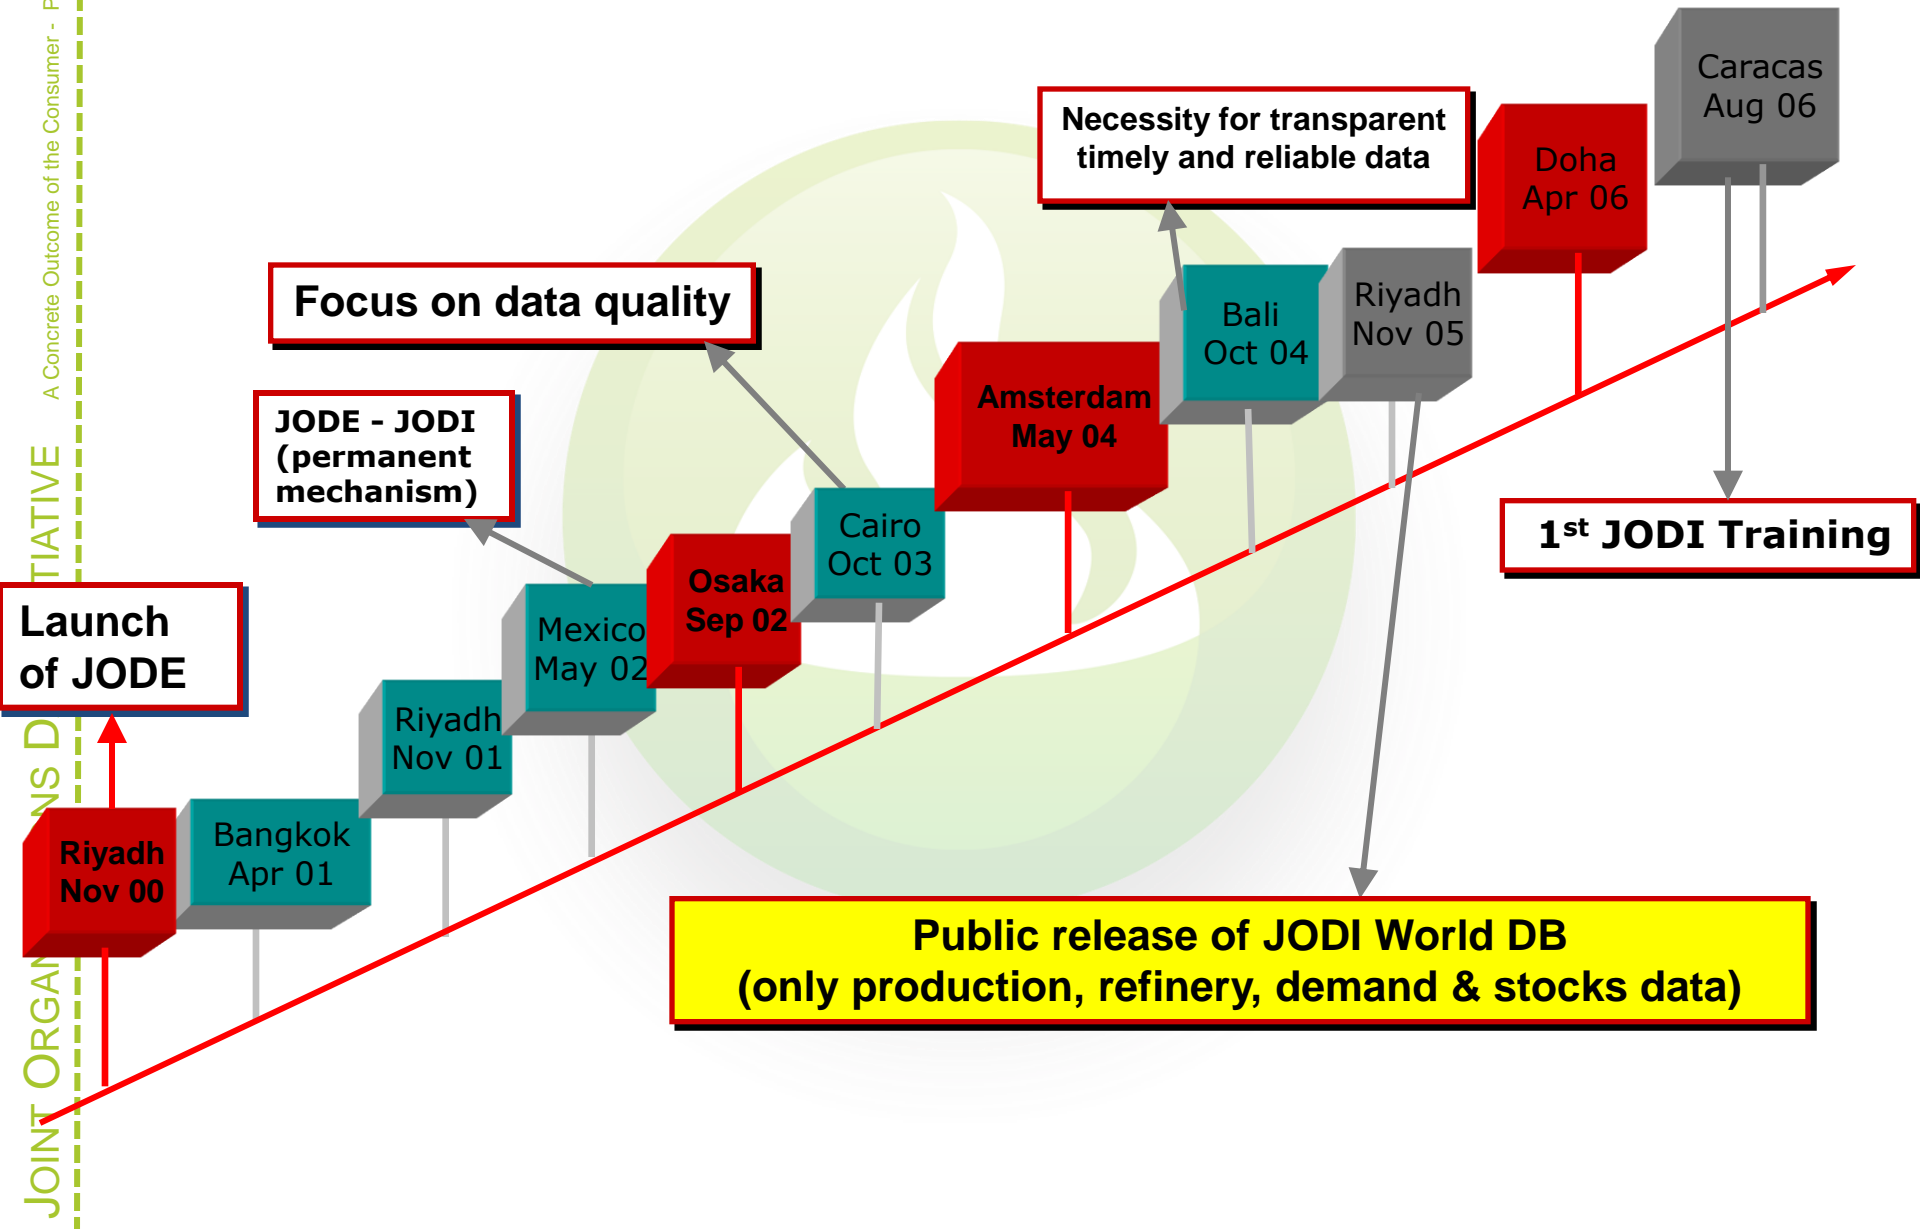 Caracas
Aug 06
Necessity for transparent
timely and reliable data
Doha
Apr 06
Focus on data quality
Bali
Oct 04
Riyadh
Nov 05
JODE - JODI
(permanent
mechanism)
Amsterdam
May 04
Cairo
Oct 03
1st JODI Training
Osaka
Sep 02
Launch
of JODE
Mexico
May 02
Riyadh
Nov 01
Bangkok
Apr 01
Riyadh
Nov 00
Public release of JODI World DB
(only production, refinery, demand & stocks data)
JOINT D TIATIVE A Concrete Outcome of the Consumer -